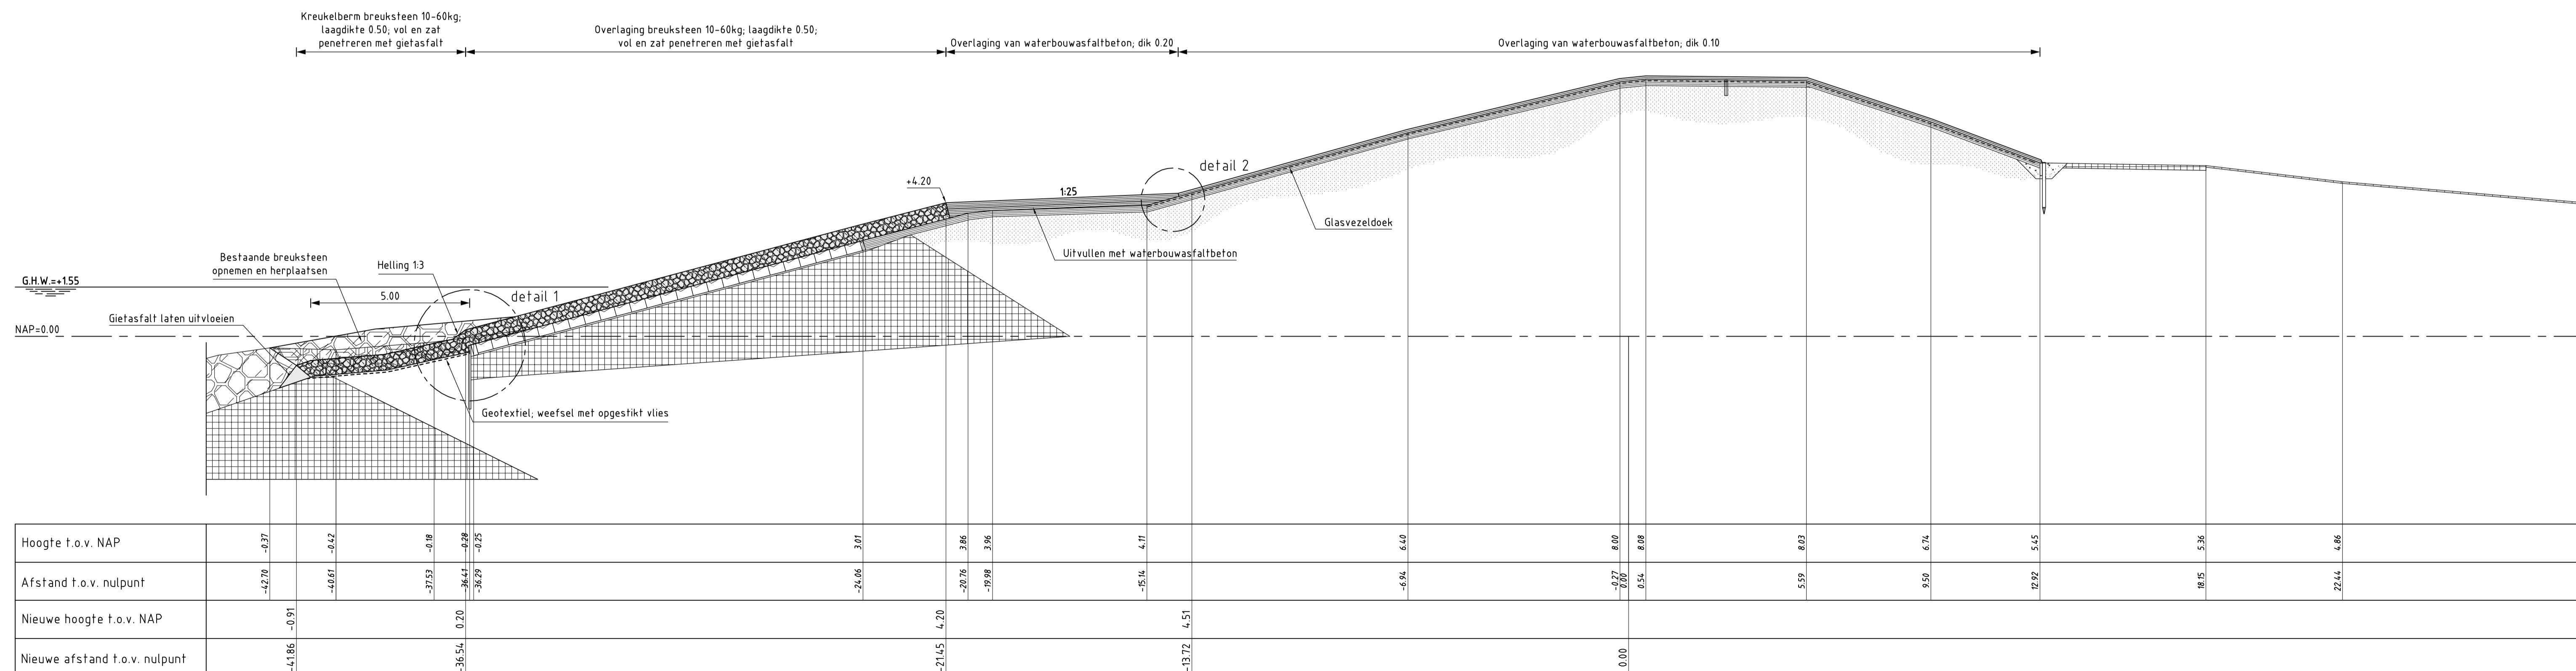 Kreukelberm breuksteen 10-60kg;
laagdikte 0.50; vol en zat
penetreren met gietasfalt
Overlaging breuksteen 10-60kg; laagdikte 0.50;
vol en zat penetreren met gietasfalt
Overlaging van waterbouwasfaltbeton; dik 0.20
Overlaging van waterbouwasfaltbeton; dik 0.10
detail 2
+4.20
1:25
Glasvezeldoek
Uitvullen met waterbouwasfaltbeton
Bestaande breuksteen
opnemen en herplaatsen
Helling 1:3
G.H.W.=+1.55
5.00
detail 1
Gietasfalt laten uitvloeien
NAP=0.00
Geotextiel; weefsel met opgestikt vlies
Hoogte t.o.v. NAP -0.37 -0.42 -0.18 -0.28 -0.25 3.01 3.86 3.96 4.11 6.40 8.00 8.08 8.03 6.74 5.45 5.36 4.86
Afstand t.o.v. nulpunt -42.70 -40.61 -37.53 -36.41 -36.29 -24.06 -20.76 -19.98 -15.14 -6.94 -0.27 0.00 0.54 5.59 9.50 12.92 18.15 22.44
Nieuwe hoogte t.o.v. NAP -0.91 0.20 4.20 4.51
Nieuwe afstand t.o.v. nulpunt -41.86 -36.54 -21.45 -13.72 0.00